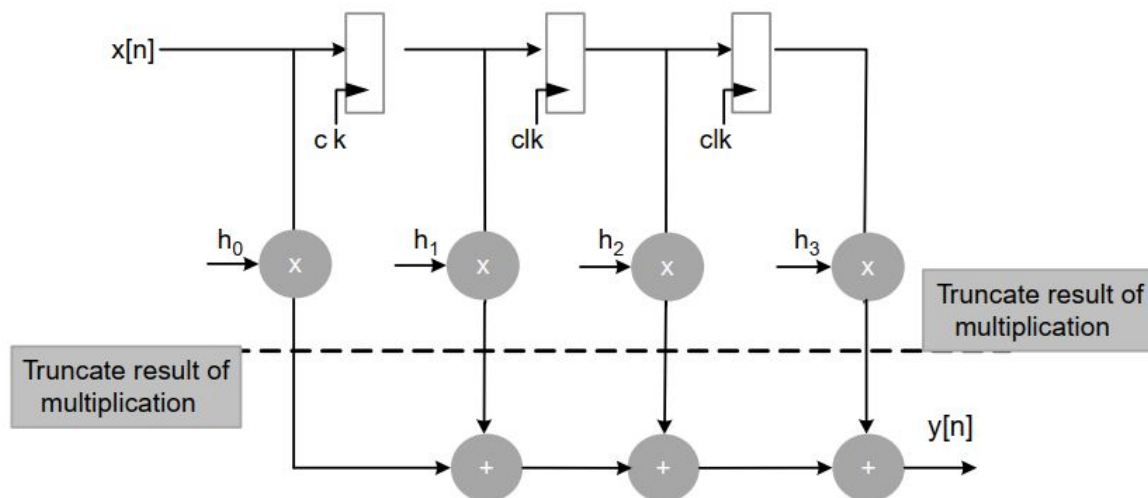 x[n]
c k
clk
clk
h0
h1
h2
h3
x
x
x
x
Truncate result of
multiplication
Truncate result of
multiplication
y[n]
+
+
+